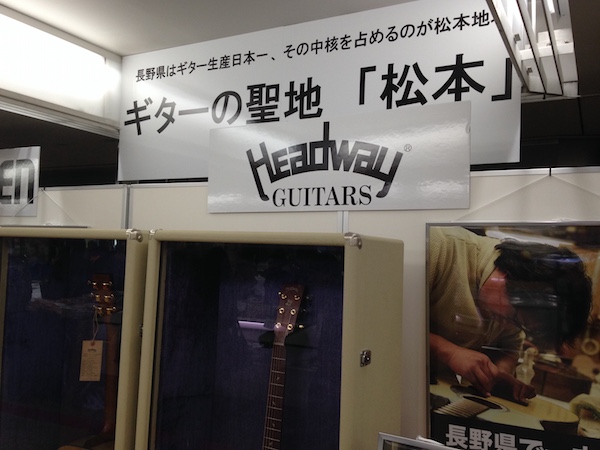 長野県はギター生産日本一、その中核を占めるのが松本地
ギターの聖地 「松本」
Headway®
GUITARS
EN
長野県で